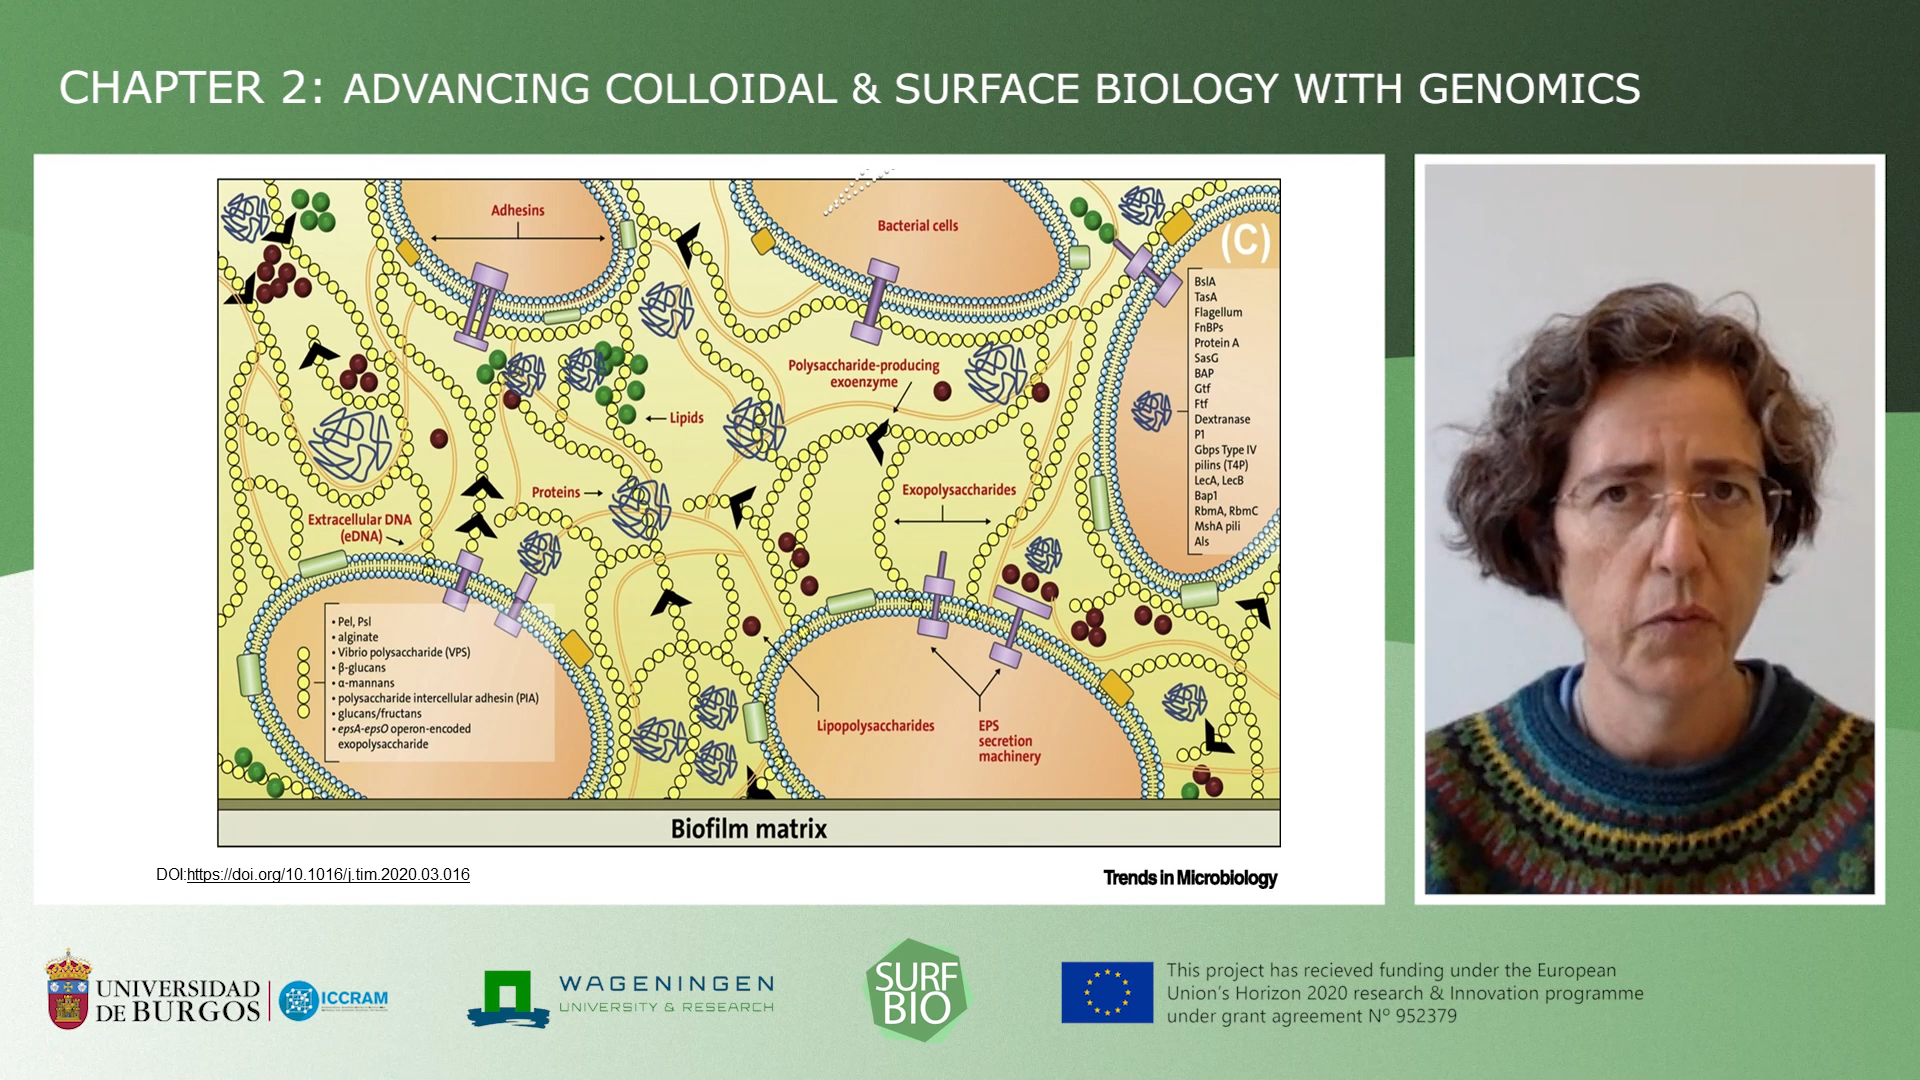 CHAPTER 2: ADVANCING COLLOIDAL & SURFACE BIOLOGY WITH GENOMICS
Adhesins
Bacterial cells
(C)
BslA
TasA
Flagellum
FnBPs
Protein A
SasG
BAP
Gtf
Ftf
Dextranase
P1
Gbps Type IV
pilins (T4P)
LecA, LecB
Bap1
RbmA, RbmC
MshA pili
Als
Polysaccharide-producing
exoenzyme
Lipids
Proteins
Exopolysaccharides
Extracellular DNA
(eDNA)
• Pel, Psl
• alginate
• Vibrio polysaccharide (VPS)
• β-glucans
• α-mannans
• polysaccharide intercellular adhesin (PIA)
• glucans/fructans
• epsA-epsO operon-encoded
exopolysaccharide
Lipopolysaccharides
EPS
secretion
machinery
Biofilm matrix
DOI:https://doi.org/10.1016/j.tim.2020.03.016
Trends in Microbiology
UNIVERSIDAD
DE BURGOS
ICCRAM
WAGENINGEN
UNIVERSITY & RESEARCH
SURF
BIO
This project has recieved funding under the European
Union's Horizon 2020 research & Innovation programme
under grant agreement Nº 952379